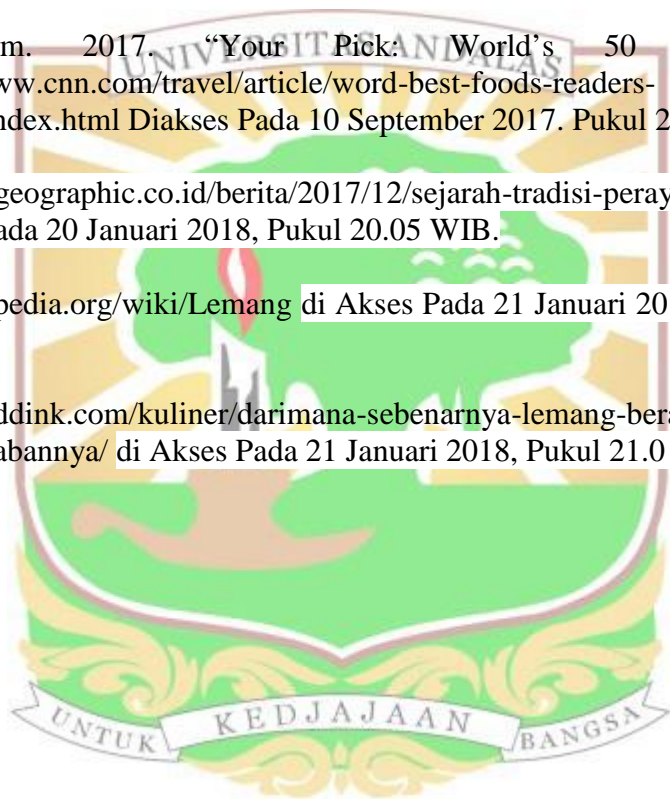 m. 2017. “Your Pick: World’s 50
UNIVERSITAS ANDALAS
ww.cnn.com/travel/article/word-best-foods-readers-
ndex.html Diakses Pada 10 September 2017. Pukul 2
geographic.co.id/berita/2017/12/sejarah-tradisi-peray
ada 20 Januari 2018, Pukul 20.05 WIB.
pedia.org/wiki/Lemang di Akses Pada 21 Januari 20
ddink.com/kuliner/darimana-sebenarnya-lemang-bera
abannya/ di Akses Pada 21 Januari 2018, Pukul 21.0
UNTUK KEDJAJAAN BANGSA